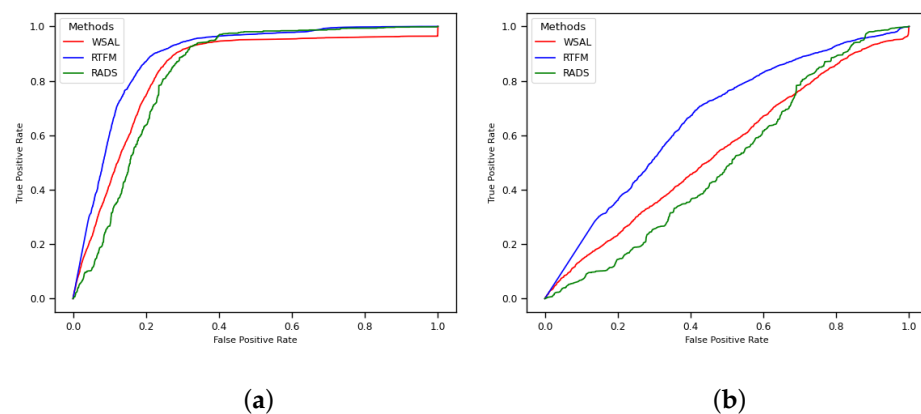 Methods
WSAL
RTFM
RADS
True Positive Rate
1.0
0.8
0.6
0.4
0.2
0.0
0.0 0.2 0.4 0.6 0.8 1.0
False Positive Rate
(a)
Methods
WSAL
RTFM
RADS
True Positive Rate
1.0
0.8
0.6
0.4
0.2
0.0
0.0 0.2 0.4 0.6 0.8 1.0
False Positive Rate
(b)